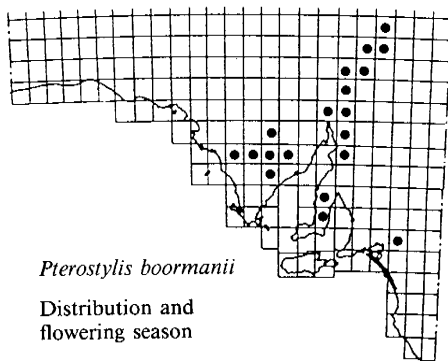 Pterostylis boormanii
Distribution and
flowering season